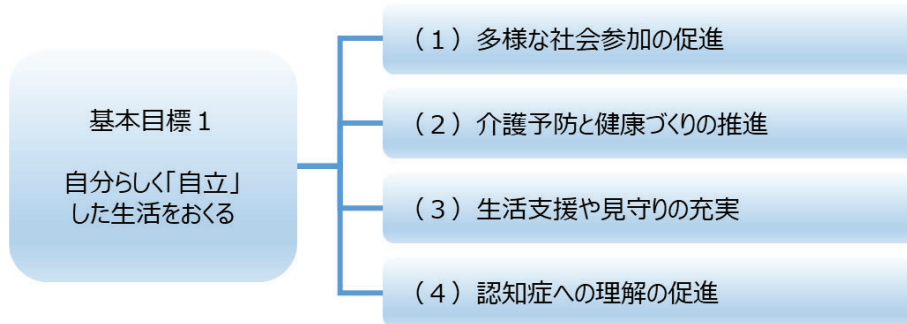 基本目標1
自分らしく「自立」
した生活をおくる
（1）多様な社会参加の促進
（2）介護予防と健康づくりの推進
（3）生活支援や見守りの充実
（4）認知症への理解の促進